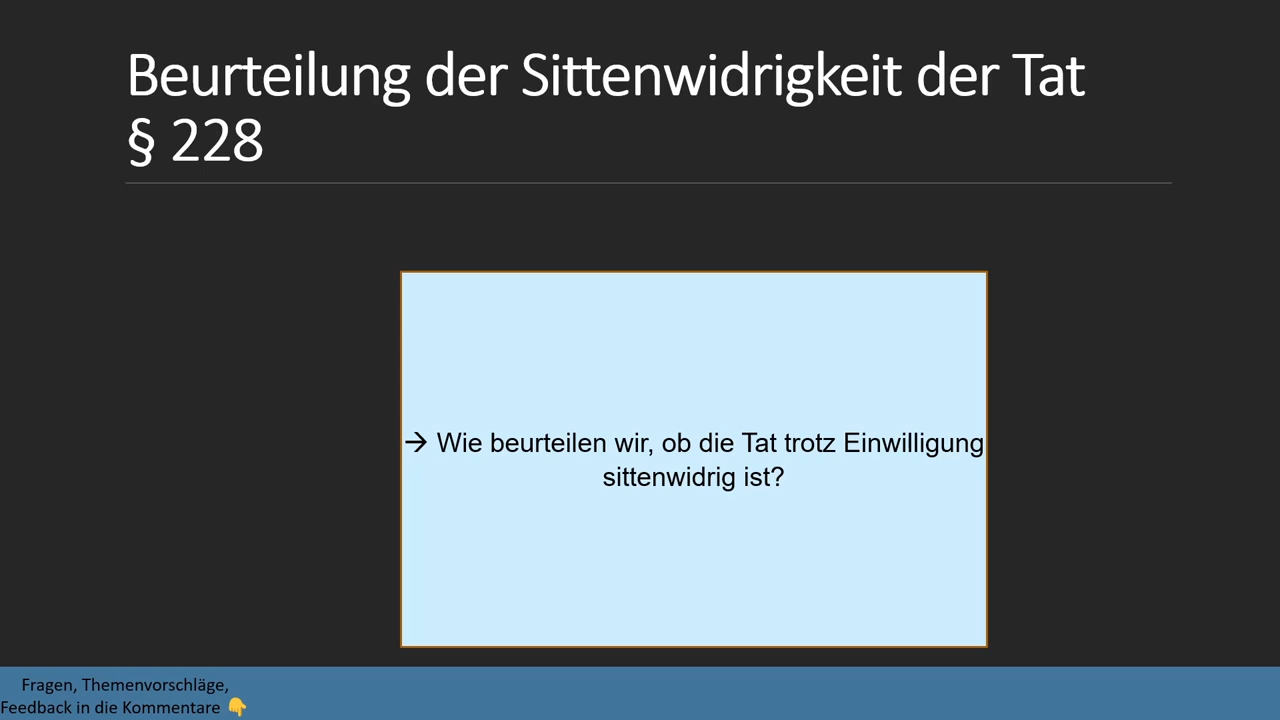 Beurteilung der Sittenwidrigkeit der Tat
§ 228
→ Wie beurteilen wir, ob die Tat trotz Einwilligung
sittenwidrig ist?
Fragen, Themenvorschläge,
Feedback in die Kommentare 👇